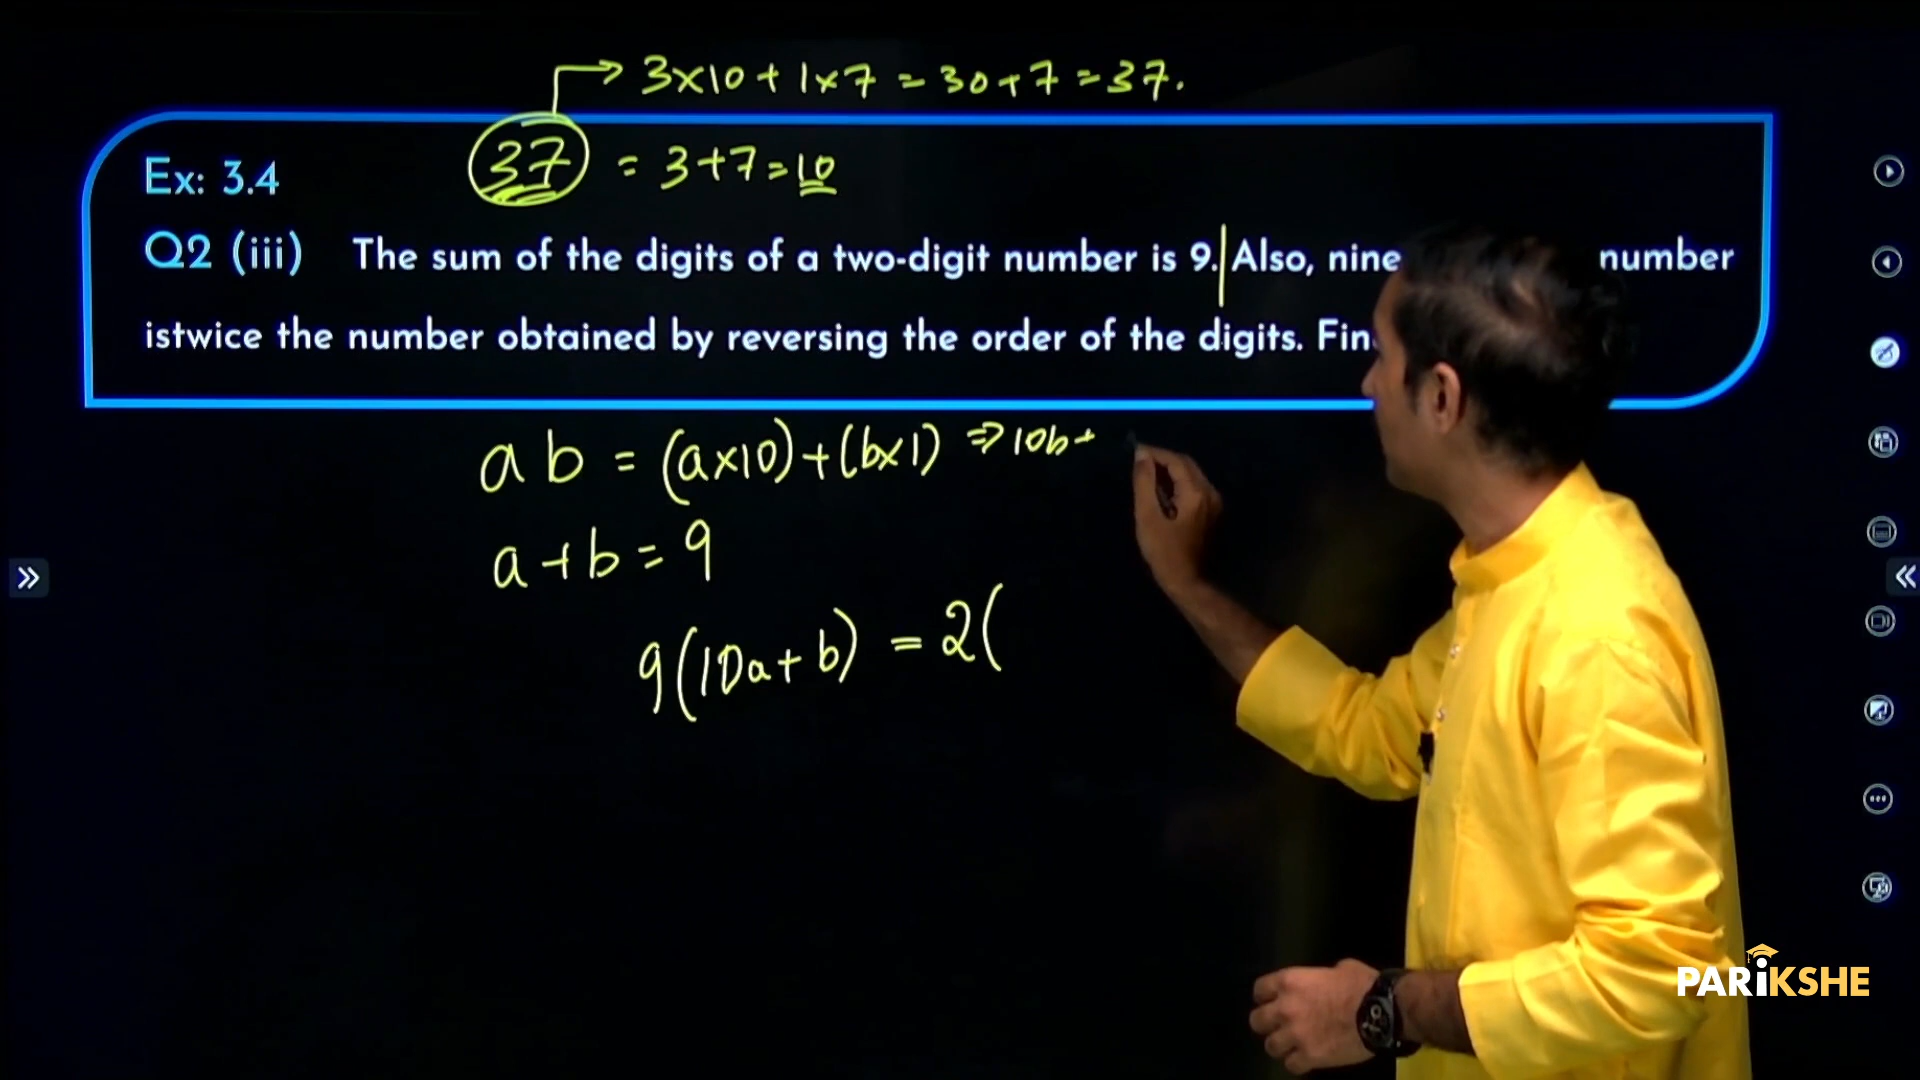 3x10 + 1x7 = 30+7 = 37.
37 = 3+7=10
Ex: 3.4
Q2 (iii) The sum of the digits of a two-digit number is 9. Also, nine number
istwice the number obtained by reversing the order of the digits. Fin
ab = (ax10)+(bx1) ⇒ 10b+
a+b=9
9(10a+b) = 2(
PARiKSHE